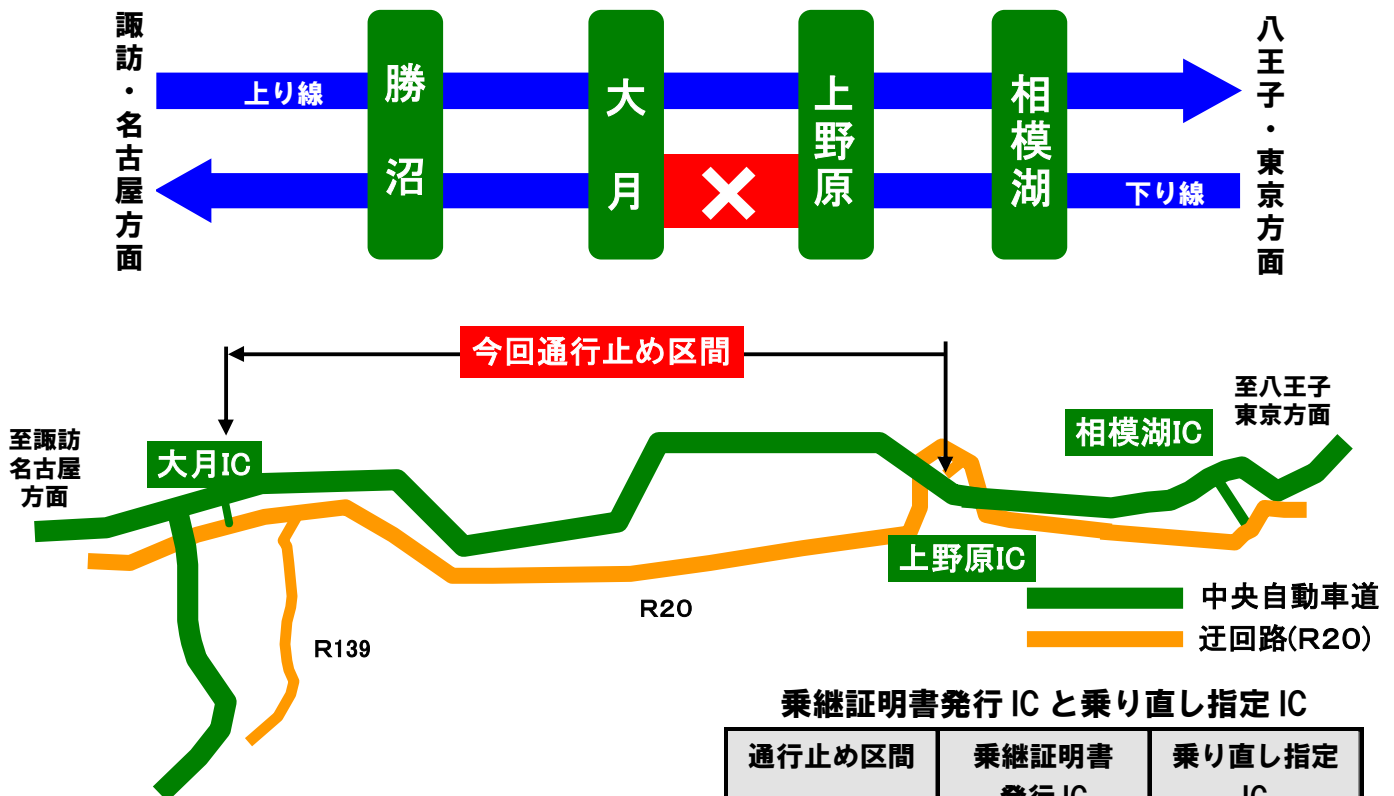 諏訪・名古屋方面
勝沼
大月
上野原
相模湖
八王子・東京方面
上り線
×
下り線
今回通行止め区間
至八王子
東京方面
相模湖IC
至諏訪
名古屋
方面
大月IC
上野原IC
R20
R139
中央自動車道
迂回路(R20)
乗継証明書発行 IC と乗り直し指定 IC
通行止め区間
乗継証明書
発行 IC
乗り直し指定
IC